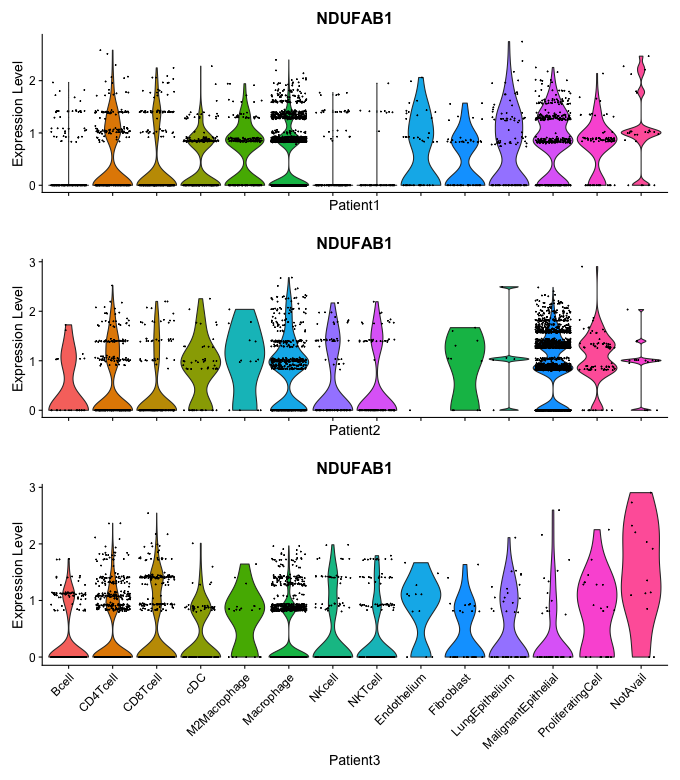 NDUFAB1
Expression Level
2
1
0
Patient1
NDUFAB1
Expression Level
3
2
1
0
Patient2
NDUFAB1
Expression Level
3
2
1
0
Bcell
CD4Tcell
CD8Tcell
cDC
M2Macrophage
Macrophage
NKcell
NKTcell
Endothelium
Fibroblast
LungEpithelium
MalignantEpithelial
ProliferatingCell
NotAvail
Patient3